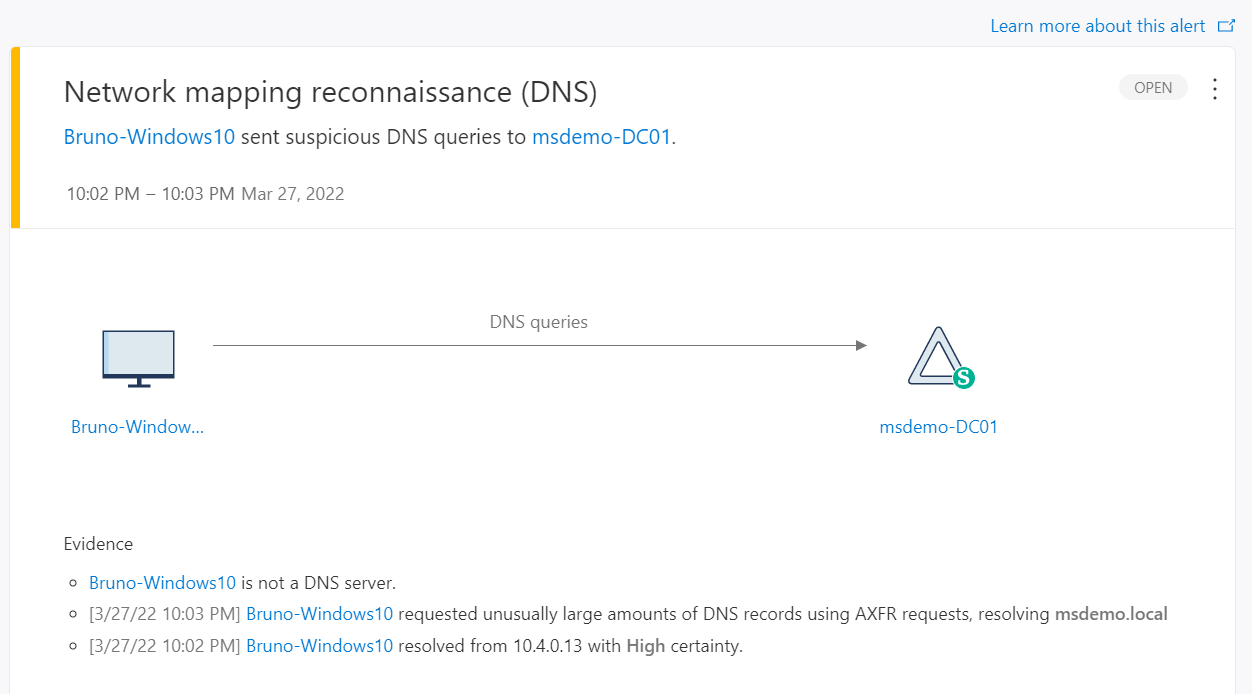 Learn more about this alert
Network mapping reconnaissance (DNS)
OPEN
Bruno-Windows10 sent suspicious DNS queries to msdemo-DC01.
10:02 PM – 10:03 PM Mar 27, 2022
DNS queries
S
Bruno-Window...
msdemo-DC01
Evidence
Bruno-Windows10 is not a DNS server.
[3/27/22 10:03 PM] Bruno-Windows10 requested unusually large amounts of DNS records using AXFR requests, resolving msdemo.local
[3/27/22 10:02 PM] Bruno-Windows10 resolved from 10.4.0.13 with High certainty.